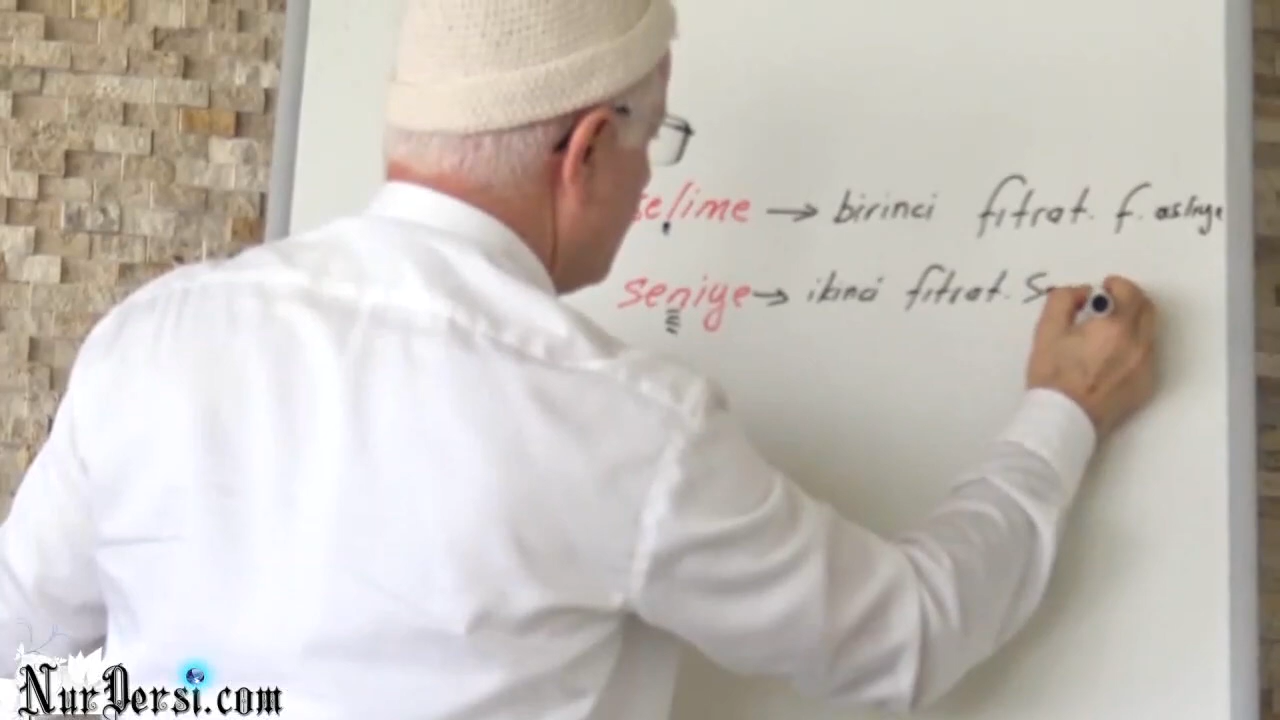 selime → birinci fıtrat. f. asliye
seniye → ikinci fıtrat.
NurDersi.com